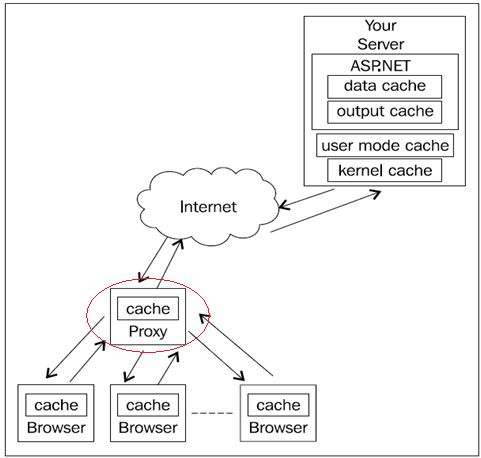 Your
Server
ASP.NET
data cache
output cache
user mode cache
kernel cache
Internet
cache
Proxy
cache
Browser
cache
Browser
cache
Browser